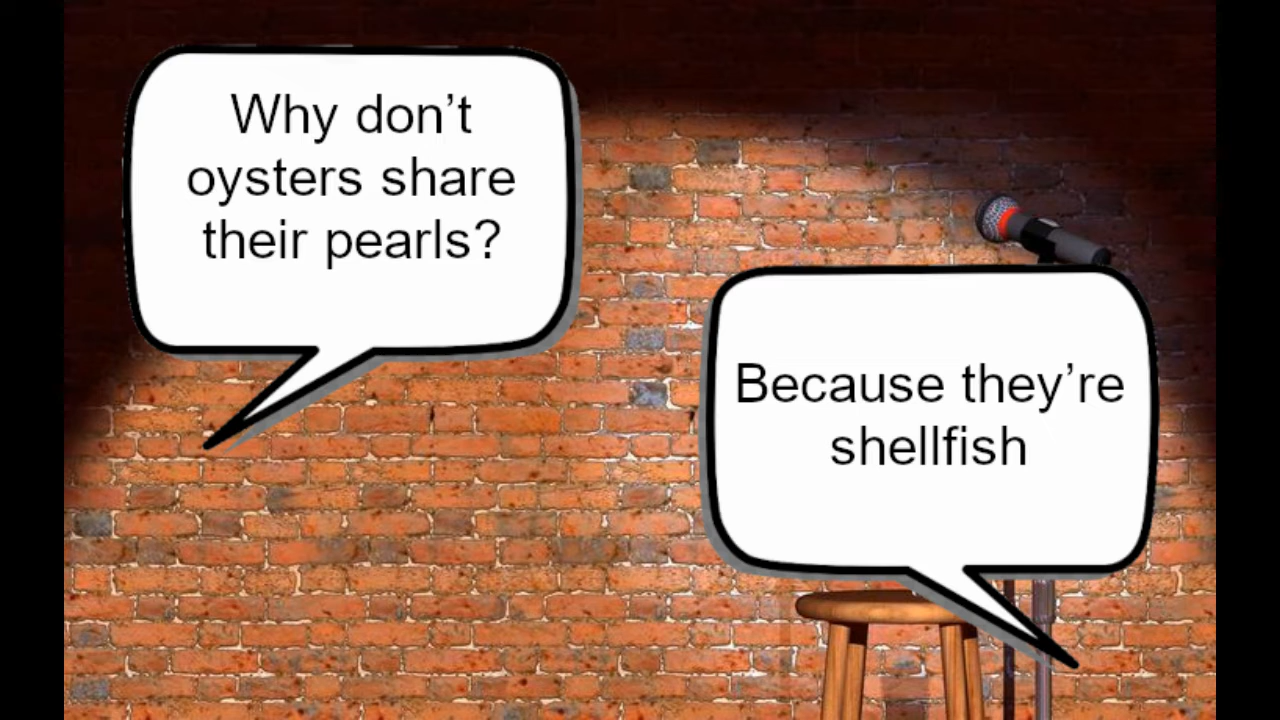 Why don’t
oysters share
their pearls?
Because they’re
shellfish